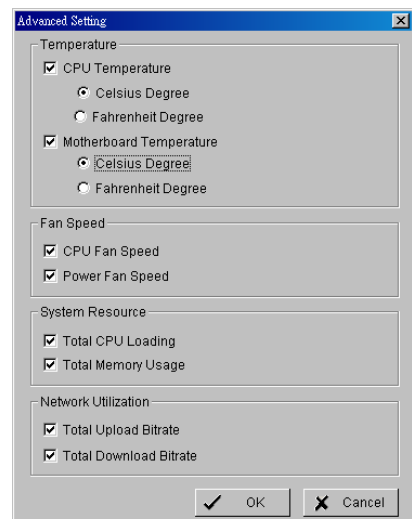 Advanced Setting
Temperature
CPU Temperature
Celsius Degree
Fahrenheit Degree
Motherboard Temperature
Celsius Degree
Fahrenheit Degree
Fan Speed
CPU Fan Speed
Power Fan Speed
System Resource
Total CPU Loading
Total Memory Usage
Network Utilization
Total Upload Bitrate
Total Download Bitrate
OK Cancel